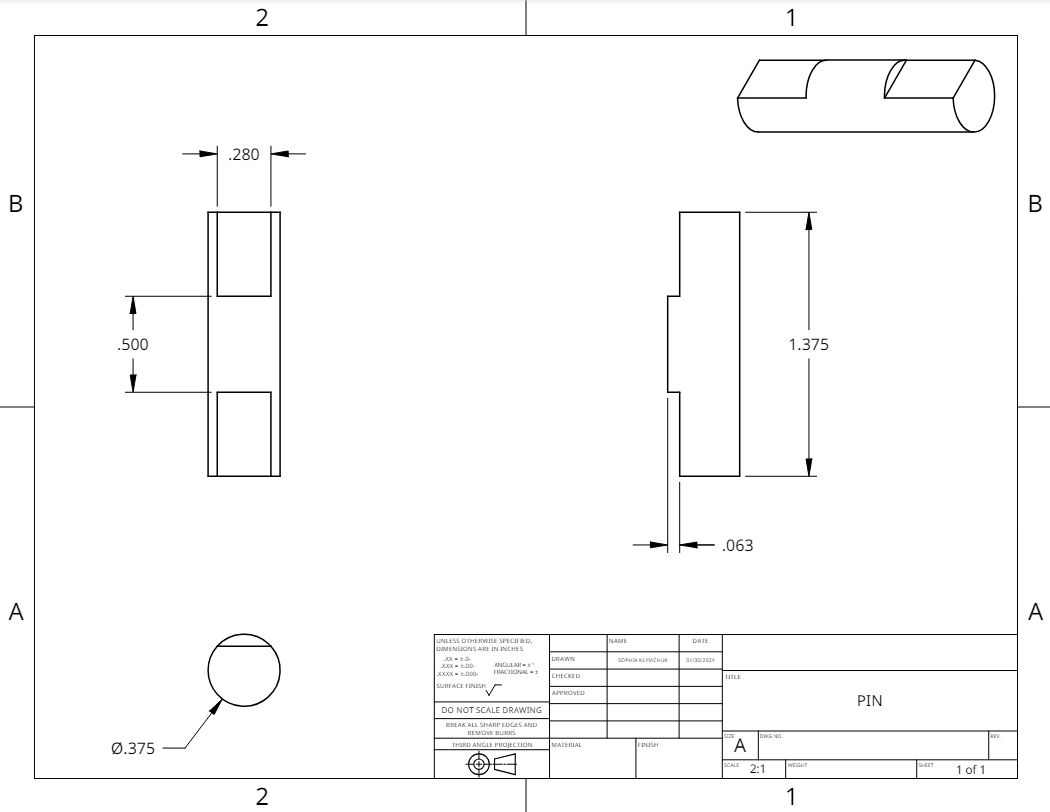 2
1
B
B
.280
.500
1.375
.063
A
A
Ø.375
UNLESS OTHERWISE SPECIFIED,
DIMENSIONS ARE IN INCHES
.XX = ±.0-
.XXX = ±.00-
.XXXX = ±.000-
ANGULAR = ± °
FRACTIONAL = ±
SURFACE FINISH
DO NOT SCALE DRAWING
BREAK ALL SHARP EDGES AND
REMOVE BURRS
THIRD ANGLE PROJECTION
NAME
DATE
DRAWN
SOPHIA KLYMCHUK
01/30/2024
CHECKED
APPROVED
MATERIAL
FINISH
TITLE
PIN
SIZE
A
DWG NO.
REV.
SCALE
2:1
WEIGHT
SHEET
1 of 1
2
1